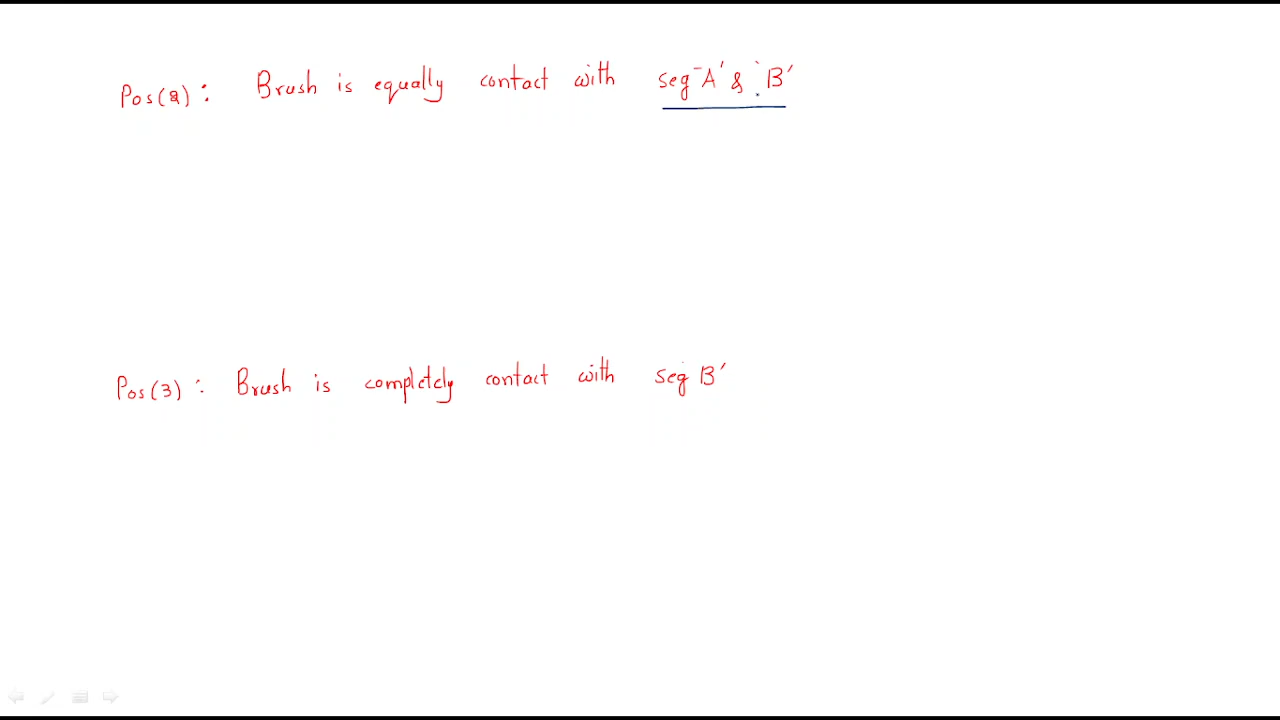 Pos(2): Brush is equally contact with seg 'A' & 'B'
Pos(3): Brush is completely contact with seg B'